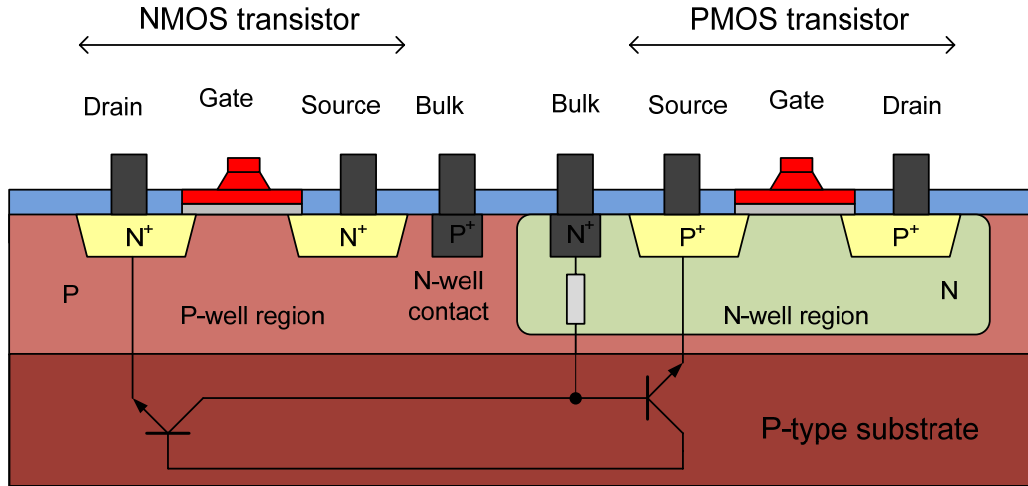 NMOS transistor
PMOS transistor
Drain
Gate
Source
Bulk
Bulk
Source
Gate
Drain
N+
N+
P+
N+
P+
P+
P
N-well
contact
N
P-well region
N-well region
P-type substrate